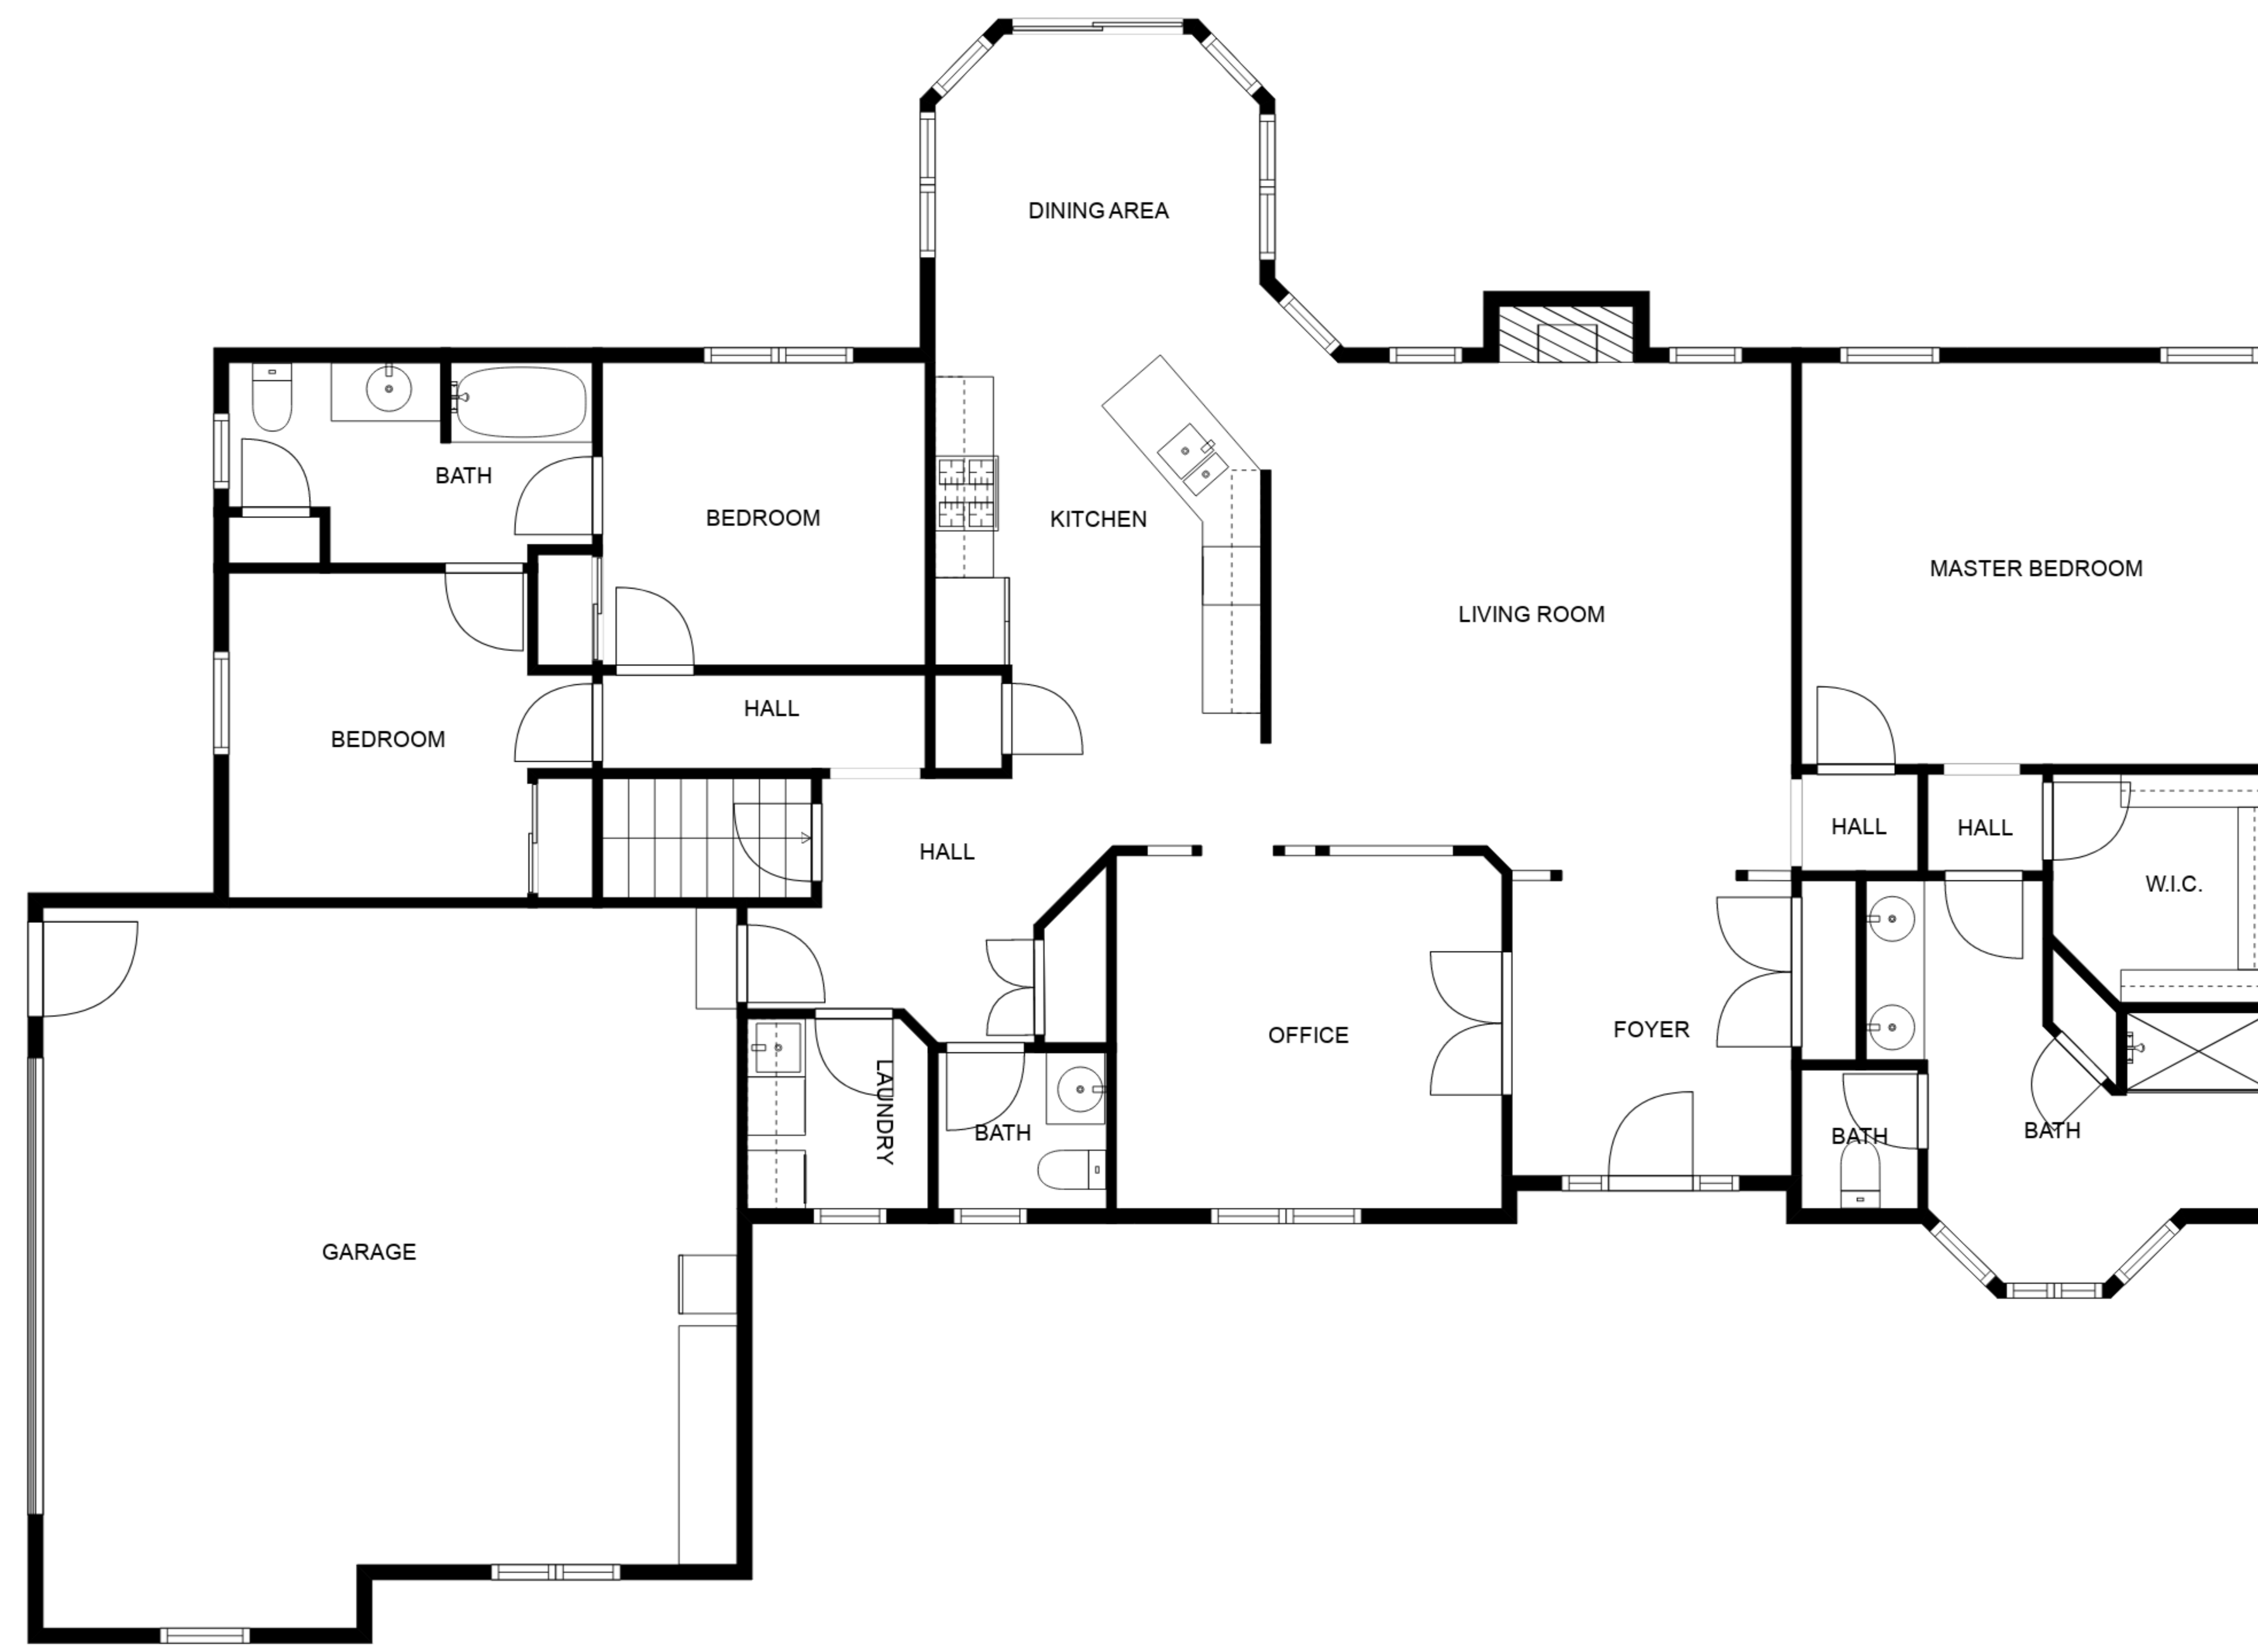 DINING AREA
BATH
BEDROOM
KITCHEN
MASTER BEDROOM
LIVING ROOM
HALL
BEDROOM
HALL
HALL
HALL
W.I.C.
OFFICE
FOYER
LAUNDRY
BATH
BATH
BATH
GARAGE